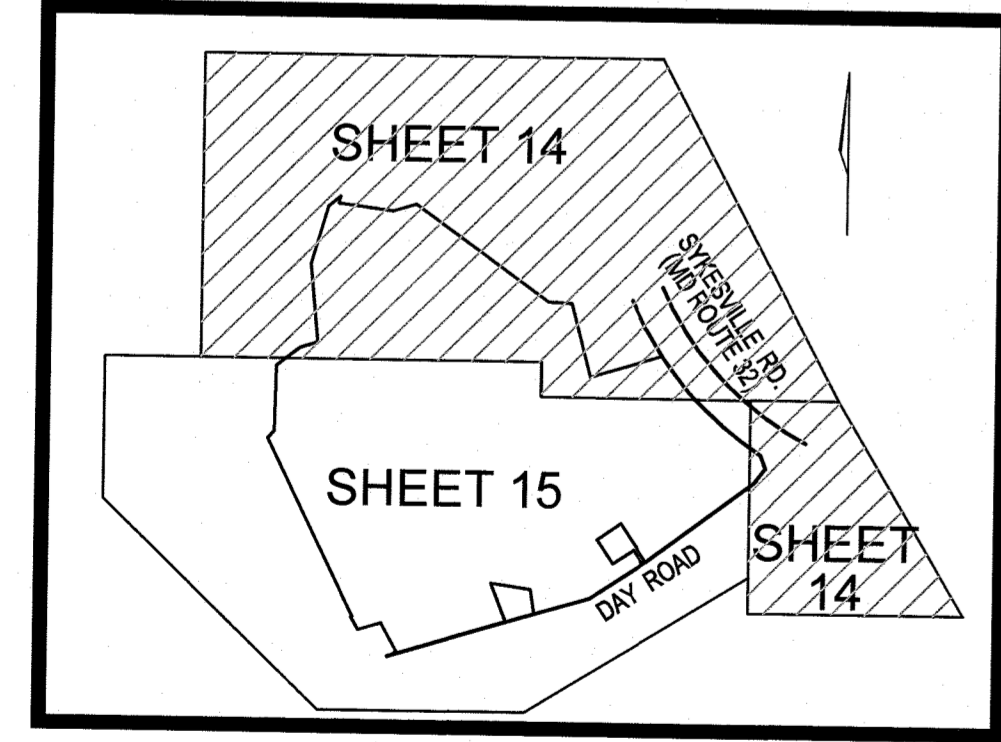 SHEET 14
SYKESVILLE RD.
(MD ROUTE 32)
SHEET 15
SHEET
14
DAY ROAD